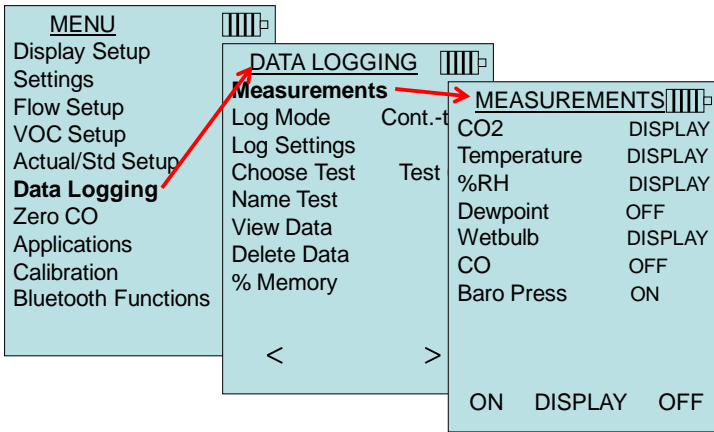 MENU
Display Setup
Settings
Flow Setup
VOC Setup
Actual/Std Setup
Data Logging
Zero CO
Applications
Calibration
Bluetooth Functions
DATA LOGGING
Measurements
Log Mode Cont.-t
Log Settings
Choose Test Test
Name Test
View Data
Delete Data
% Memory
< >
MEASUREMENTS
CO2 DISPLAY
Temperature DISPLAY
%RH DISPLAY
Dewpoint OFF
Wetbulb DISPLAY
CO OFF
Baro Press ON
ON DISPLAY OFF